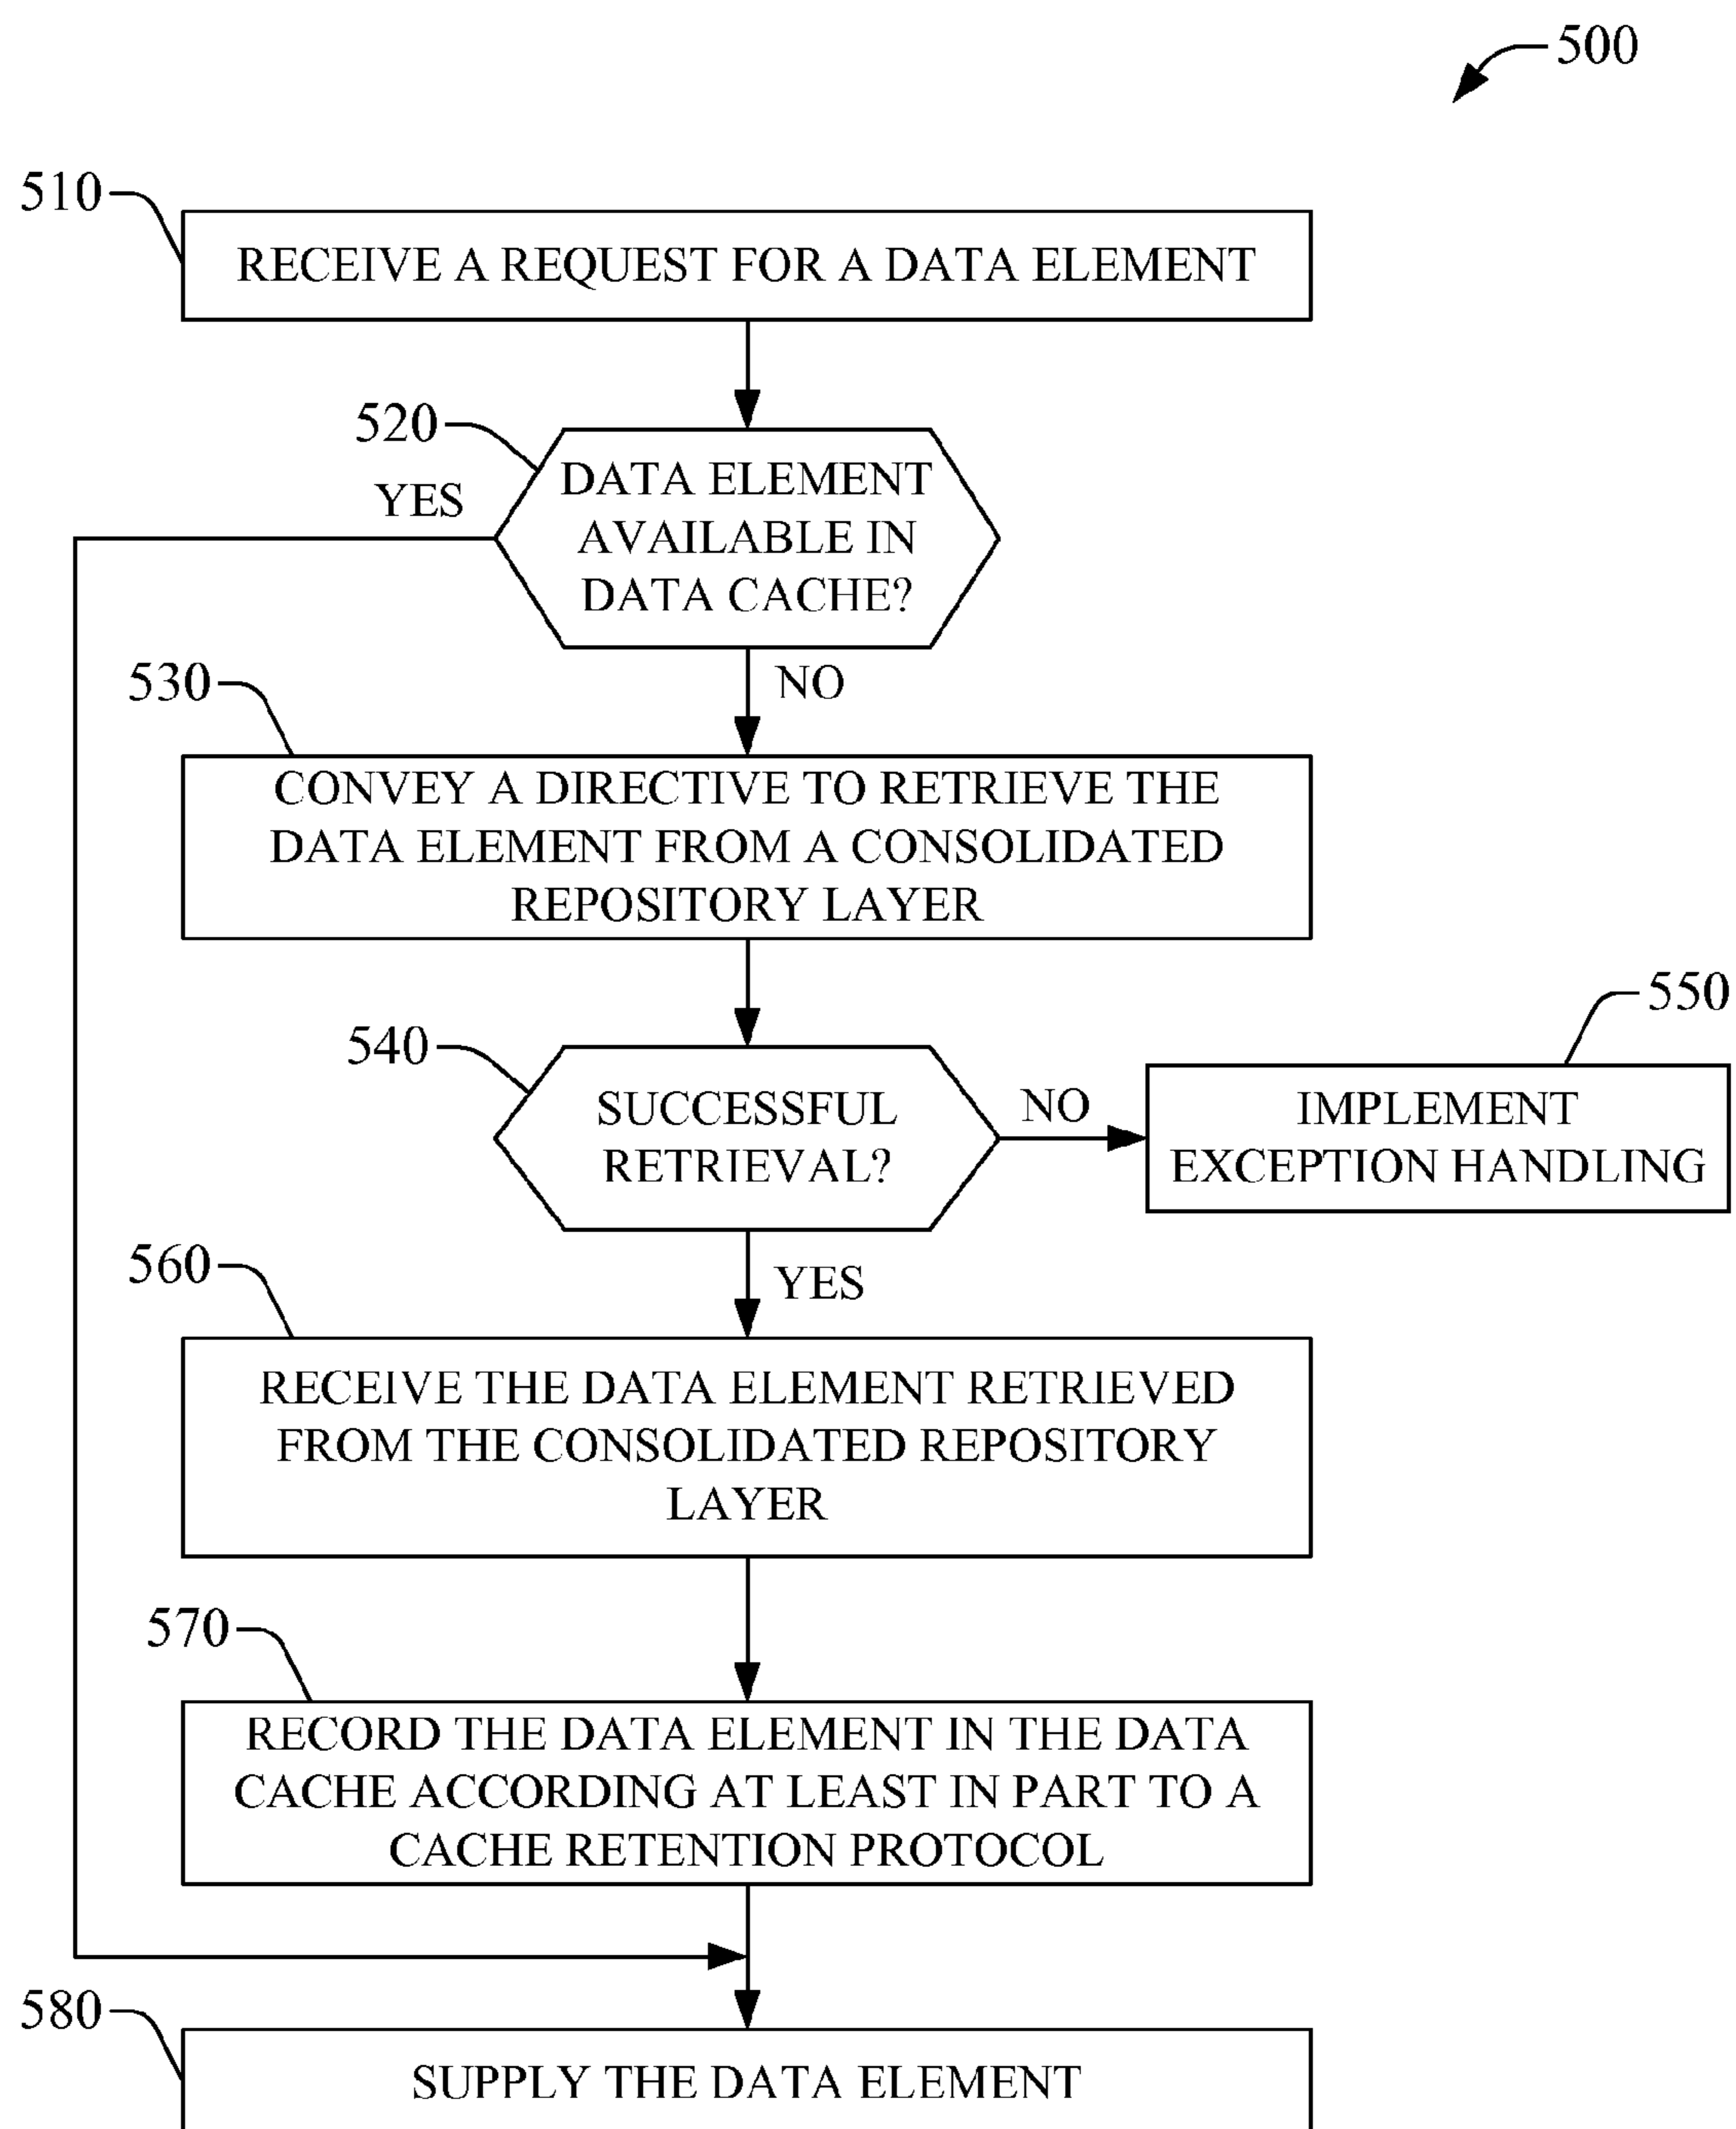 500
510
RECEIVE A REQUEST FOR A DATA ELEMENT
520
YES
DATA ELEMENT
AVAILABLE IN
DATA CACHE?
NO
530
CONVEY A DIRECTIVE TO RETRIEVE THE
DATA ELEMENT FROM A CONSOLIDATED
REPOSITORY LAYER
540
SUCCESSFUL
RETRIEVAL?
NO
550
IMPLEMENT
EXCEPTION HANDLING
YES
560
RECEIVE THE DATA ELEMENT RETRIEVED
FROM THE CONSOLIDATED REPOSITORY
LAYER
570
RECORD THE DATA ELEMENT IN THE DATA
CACHE ACCORDING AT LEAST IN PART TO A
CACHE RETENTION PROTOCOL
580
SUPPLY THE DATA ELEMENT